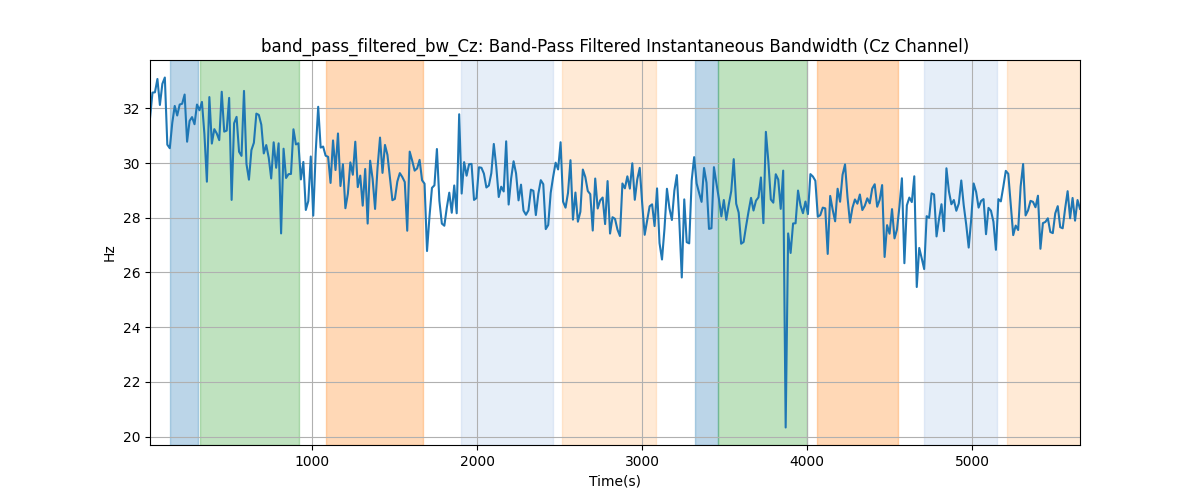 band_pass_filtered_bw_Cz: Band-Pass Filtered Instantaneous Bandwidth (Cz Channel)
32
30
28
26
24
22
20
Hz
1000 2000 3000 4000 5000
Time(s)